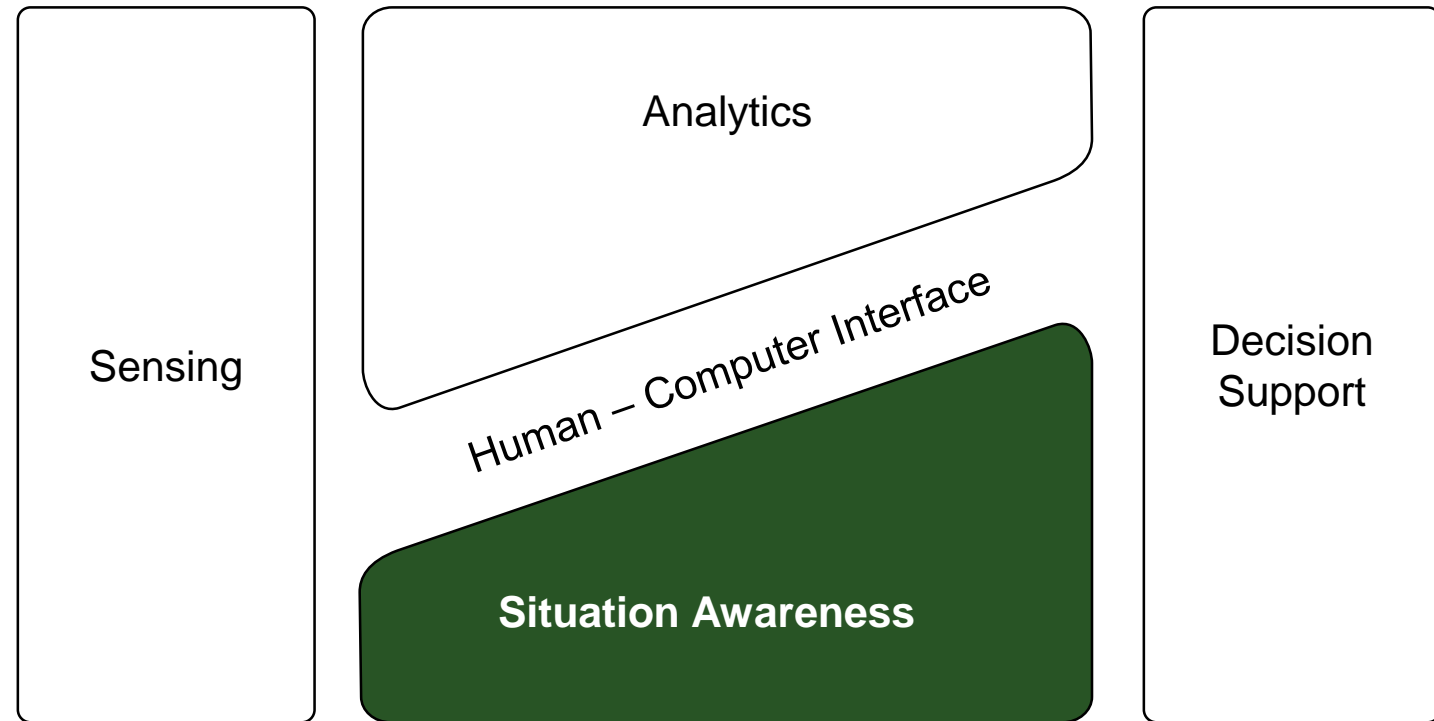 Sensing
Analytics
Human – Computer Interface
Situation Awareness
Decision
Support